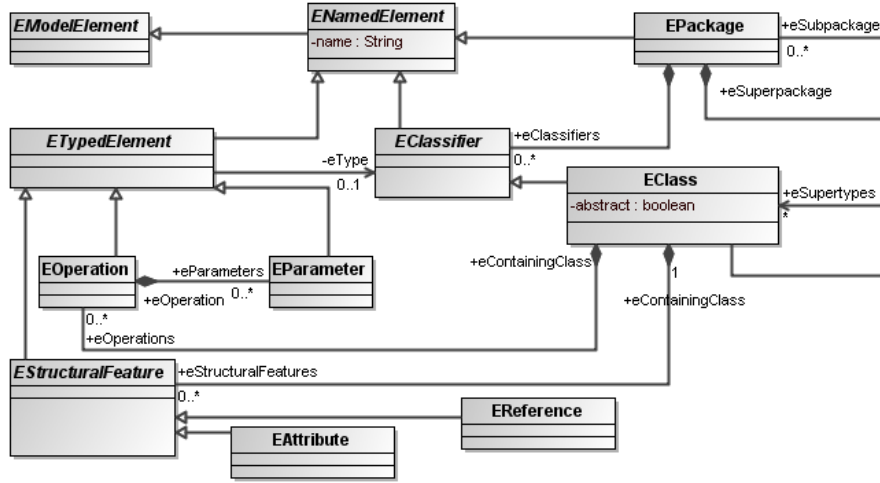 EModelElement
ENamedElement
-name : String
EPackage
+eSubpackage
0..*
+eSuperpackage
ETypedElement
EClassifier
+eClassifiers
0..*
-eType
0..1
EClass
-abstract : boolean
+eSupertypes
*
EOperation
+eParameters
0..*
+eOperation
EParameter
+eContainingClass
1
+eContainingClass
0..*
+eOperations
EStructuralFeature
+eStructuralFeatures
0..*
EReference
EAttribute